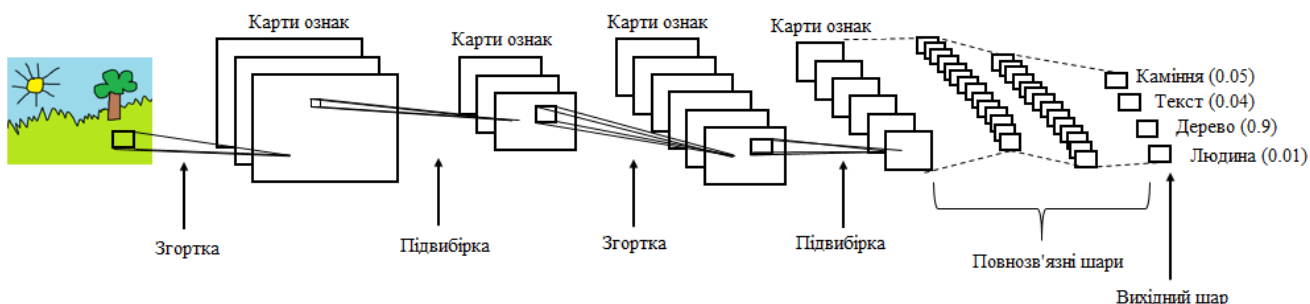 Карти ознак
Карти ознак
Карти ознак
Карти ознак
Каміння (0.05)
Текст (0.04)
Дерево (0.9)
Людина (0.01)
Згортка
Підвибірка
Згортка
Підвибірка
Повнозв'язні шари
Вихідний шар